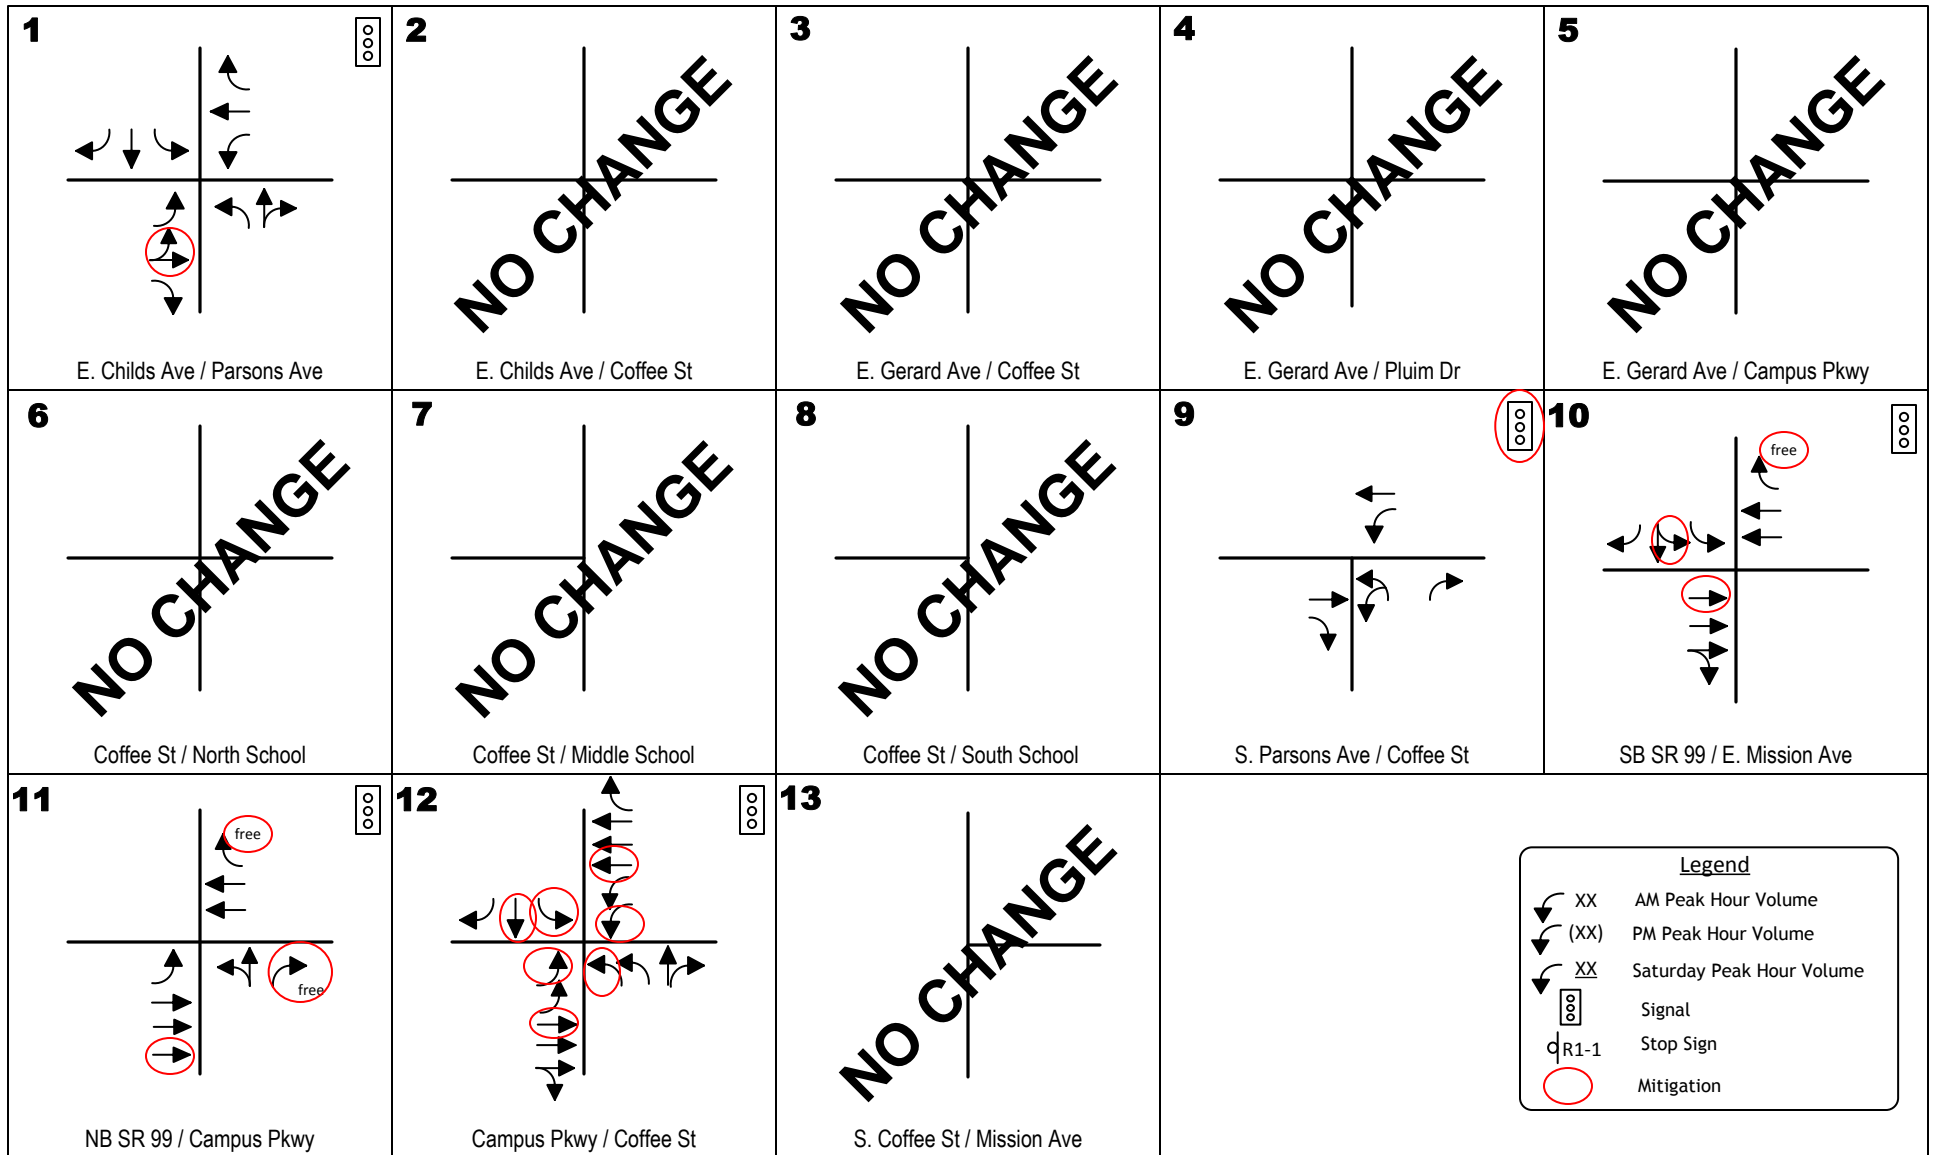 1
E. Childs Ave / Parsons Ave
2
NO CHANGE
E. Childs Ave / Coffee St
3
NO CHANGE
E. Gerard Ave / Coffee St
4
NO CHANGE
E. Gerard Ave / Pluim Dr
5
NO CHANGE
E. Gerard Ave / Campus Pkwy
6
NO CHANGE
Coffee St / North School
7
NO CHANGE
Coffee St / Middle School
8
NO CHANGE
Coffee St / South School
9
S. Parsons Ave / Coffee St
10
free
SB SR 99 / E. Mission Ave
11
free
free
NB SR 99 / Campus Pkwy
12
Campus Pkwy / Coffee St
13
NO CHANGE
S. Coffee St / Mission Ave
Legend
XX AM Peak Hour Volume
(XX) PM Peak Hour Volume
XX Saturday Peak Hour Volume
Signal
R1-1 Stop Sign
Mitigation